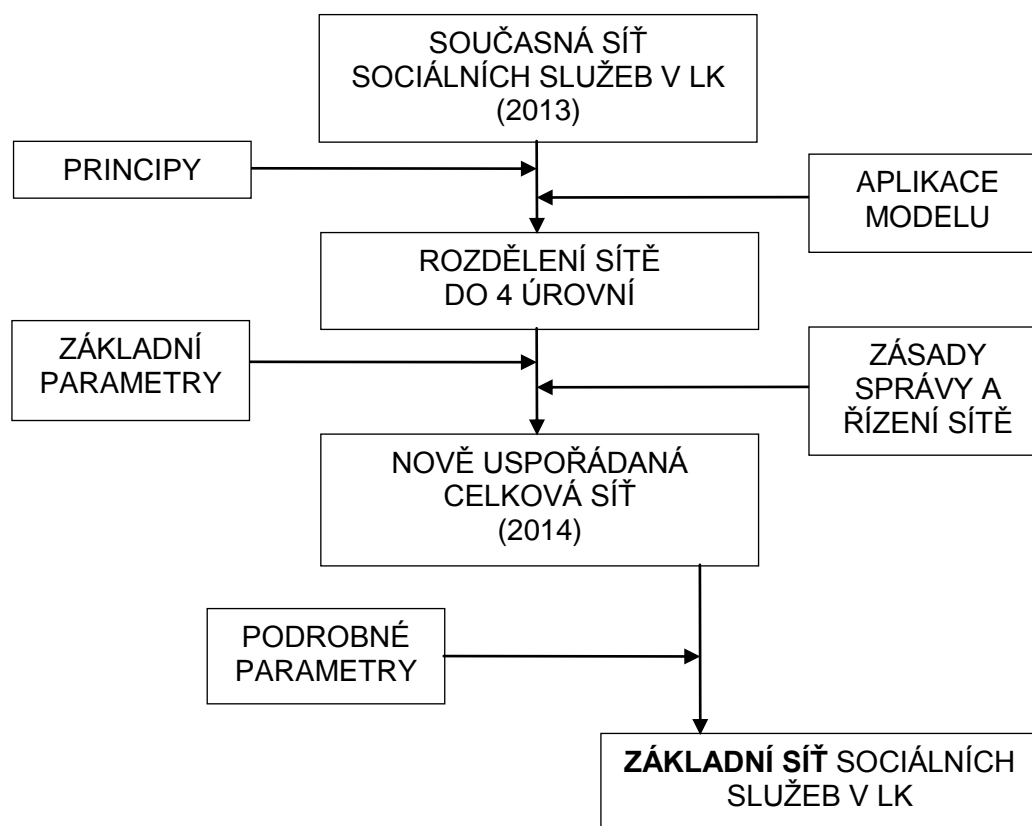 SOUČASNÁ SÍŤ
SOCIÁLNÍCH SLUŽEB V LK
(2013)
PRINCIPY
APLIKACE
MODELU
ROZDĚLENÍ SÍTĚ
DO 4 ÚROVNÍ
ZÁKLADNÍ
PARAMETRY
ZÁSADY
SPRÁVY A
ŘÍZENÍ SÍTĚ
NOVĚ USPOŘÁDANÁ
CELKOVÁ SÍŤ
(2014)
PODROBNÉ
PARAMETRY
ZÁKLADNÍ SÍŤ SOCIÁLNÍCH
SLUŽEB V LK